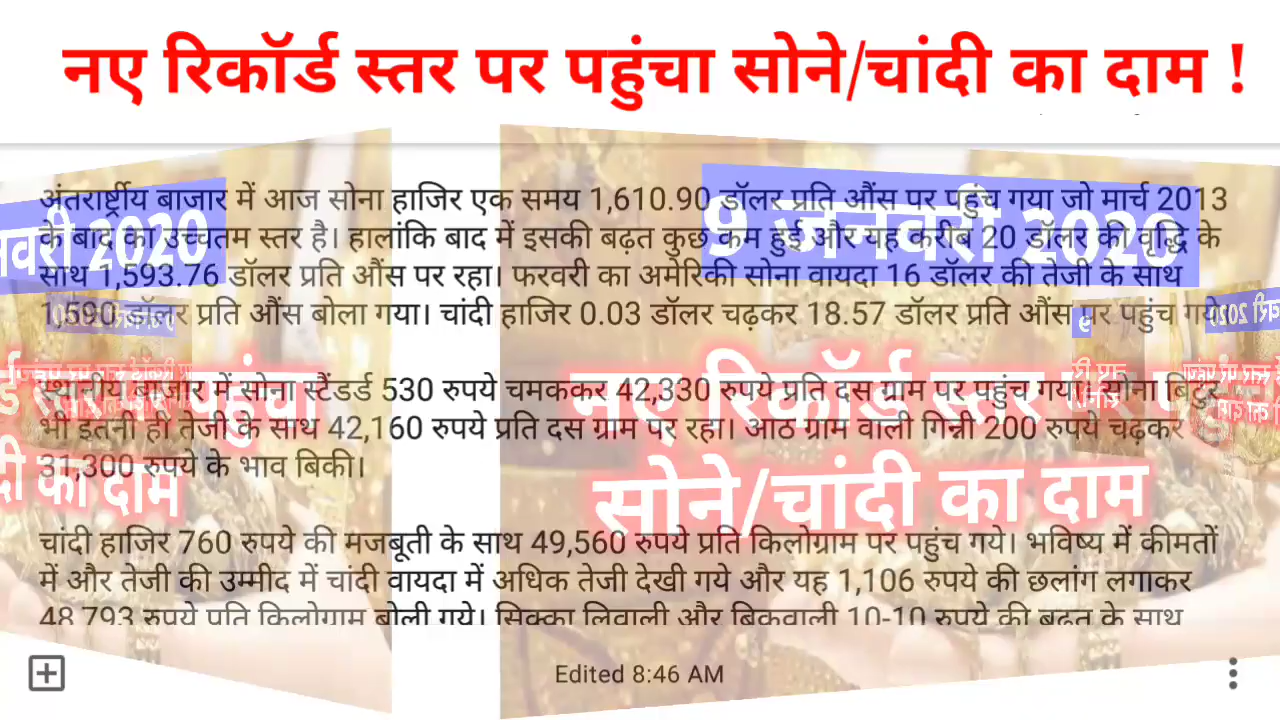 नए रिकॉर्ड स्तर पर पहुंचा सोने/चांदी का दाम !
अंतरार्ष्ट्रीय बाजार में आज सोना हाजिर एक समय 1,610.90 डॉलर प्रति औंस पर पहुंच गया जो मार्च 2013
के बाद का उच्चतम स्तर है। हालांकि बाद में इसकी बढ़त कुछ कम हुई और यह करीब 20 डॉलर की वृद्धि के
साथ 1,593.76 डॉलर प्रति औंस पर रहा। फरवरी का अमेरिकी सोना वायदा 16 डॉलर की तेजी के साथ
1,590 डॉलर प्रति औंस बोला गया। चांदी हाजिर 0.03 डॉलर चढ़कर 18.57 डॉलर प्रति औंस पर पहुंच गये
स्थानीय बाजार में सोना स्टैंडर्ड 530 रुपये चमककर 42,330 रुपये प्रति दस ग्राम पर पहुंच गया। सोना बिटुर
भी इतनी ही तेजी के साथ 42,160 रुपये प्रति दस ग्राम पर रहा। आठ ग्राम वाली गिन्नी 200 रुपये चढ़कर
31,300 रुपये के भाव बिकी।
चांदी हाजिर 760 रुपये की मजबूती के साथ 49,560 रुपये प्रति किलोग्राम पर पहुंच गये। भविष्य में कीमतों
में और तेजी की उम्मीद में चांदी वायदा में अधिक तेजी देखी गये और यह 1,106 रुपये की छलांग लगाकर
48,793 रुपये प्रति किलोग्राम बोली गये। सिक्का लिवाली और बिकवाली 10-10 रुपये की बढ़त के साथ
9 जनवरी 2020
नए रिकॉर्ड स्तर पर प
सोने/चांदी का दाम
वरी 2020
र्ड स्तर पर पहुंचा
दी का दाम
Edited 8:46 AM